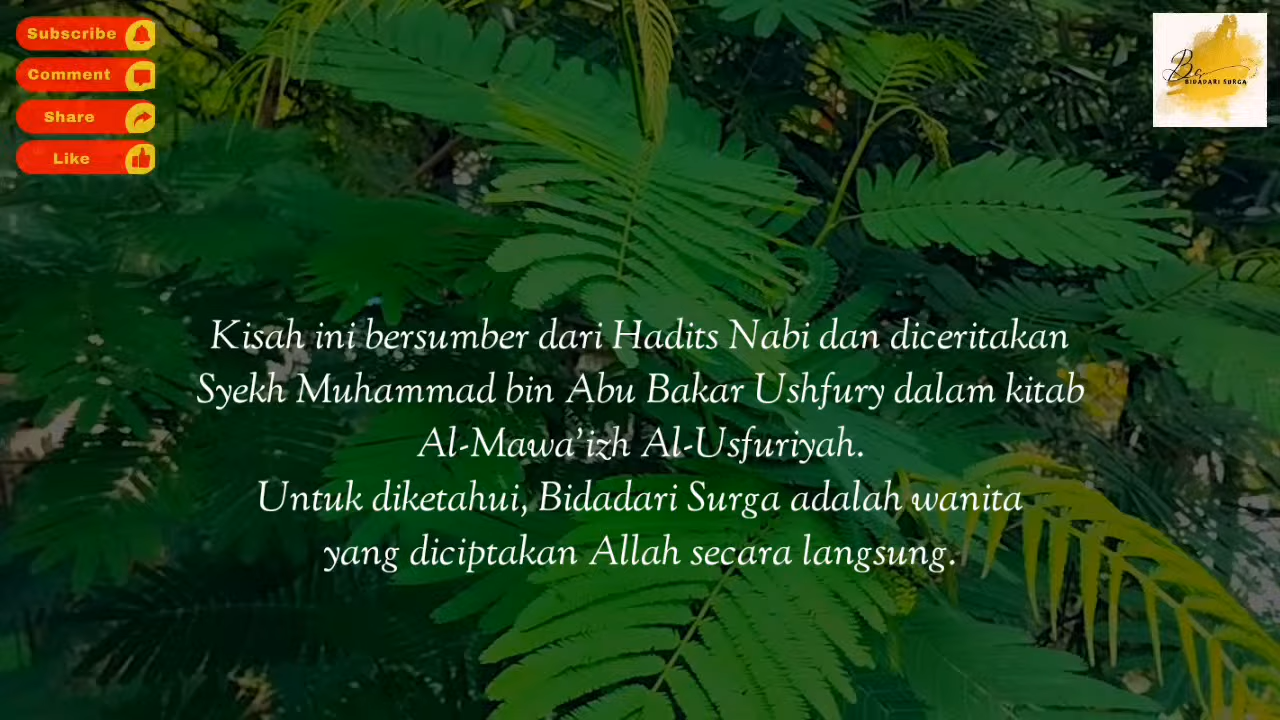 Subscribe
Comment
Share
Like
BIDADARI SURGA
Kisah ini bersumber dari Hadits Nabi dan diceritakan
Syekh Muhammad bin Abu Bakar Ushfury dalam kitab
Al-Mawa'izh Al-Usfuriyah.
Untuk diketahui, Bidadari Surga adalah wanita
yang diciptakan Allah secara langsung.